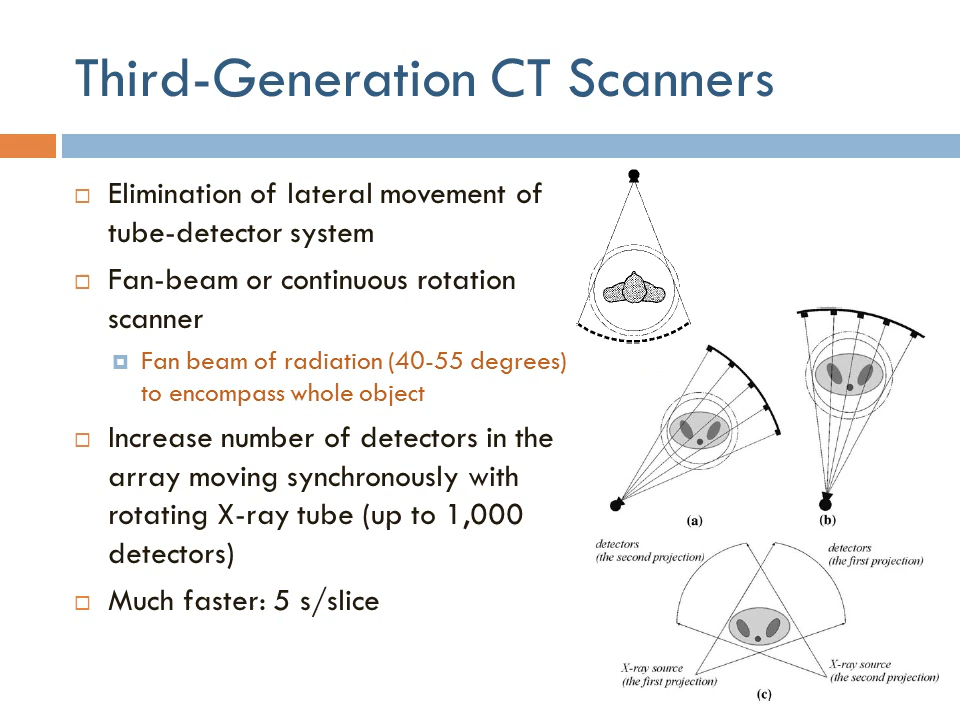 Third-Generation CT Scanners
Elimination of lateral movement of
tube-detector system
Fan-beam or continuous rotation
scanner
Fan beam of radiation (40-55 degrees)
to encompass whole object
Increase number of detectors in the
array moving synchronously with
rotating X-ray tube (up to 1,000
detectors)
Much faster: 5 s/slice
(a)
(b)
detectors
(the second projection)
detectors
(the first projection)
X-ray source
(the first projection)
X-ray source
(the second projection)
(c)